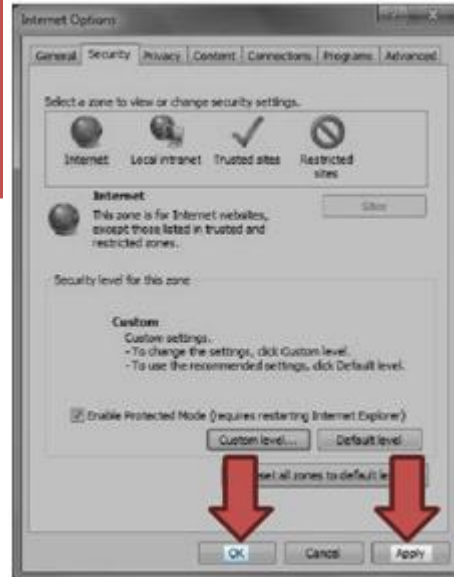 Internet Options
General Security Privacy Content Connections Programs Advanced
Select a zone to view or change security settings.
Internet Local intranet Trusted sites Restricted
sites
Internet
Sites
This zone is for Internet websites,
except those listed in trusted and
restricted zones.
Security level for this zone
Custom
Custom settings.
- To change the settings, click Custom level.
- To use the recommended settings, click Default level.
Enable Protected Mode (requires restarting Internet Explorer)
Custom level... Default level
eset all zones to default le
OK Cancel Apply